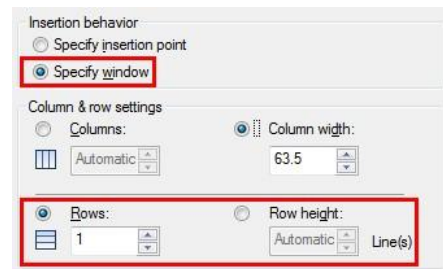 Insertion behavior
Specify insertion point
Specify window
Column & row settings
Columns: Column width:
Automatic 63.5
Rows: Row height:
1 Automatic Line(s)